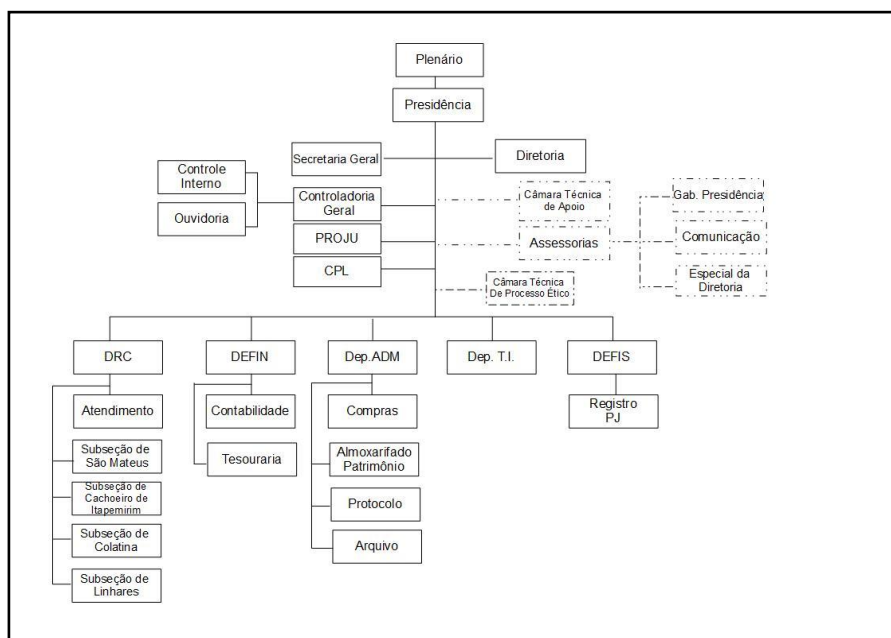 Plenário
Presidência
Secretaria Geral
Diretoria
Controle
Interno
Ouvidoria
Controladoria
Geral
PROJU
CPL
Câmara Técnica
de Apoio
Assessorias
Câmara Técnica
De Processo Ético
Gab. Presidência
Comunicação
Especial da
Diretoria
DRC
DEFIN
Dep.ADM
Dep. T.I.
DEFIS
Atendimento
Subseção de
São Mateus
Subseção de
Cachoeiro de
Itapemirim
Subseção de
Colatina
Subseção de
Linhares
Contabilidade
Tesouraria
Compras
Almoxarifado
Patrimônio
Protocolo
Arquivo
Registro
PJ